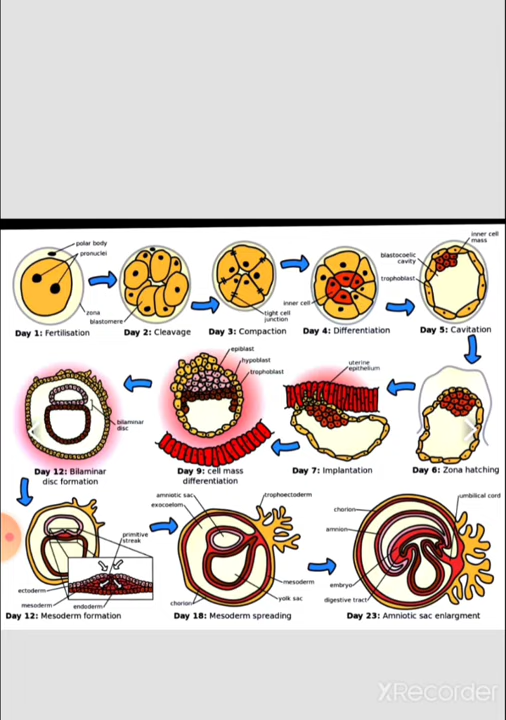 polar body
pronuclei
zona
blastomere
Day 1: Fertilisation
Day 2: Cleavage
tight cell
junction
Day 3: Compaction
inner cell
Day 4: Differentiation
inner cell
mass
blastocoelic
cavity
trophoblast
Day 5: Cavitation
bilaminar
disc
Day 12: Bilaminar
disc formation
epiblast
hypoblast
trophoblast
Day 9: cell mass
differentiation
uterine
epithelium
Day 7: Implantation
Day 6: Zona hatching
primitive
streak
ectoderm
mesoderm
endoderm
Day 12: Mesoderm formation
amniotic sac
exocoelom
trophoectoderm
mesoderm
yolk sac
chorion
Day 18: Mesoderm spreading
umbilical cord
chorion
amnion
embryo
digestive tract
Day 23: Amniotic sac enlargment
XRecorder